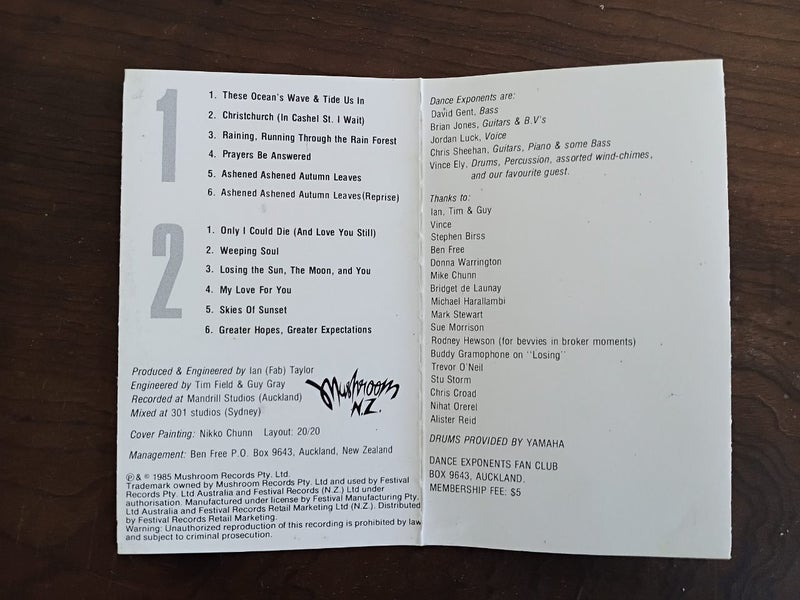 1
1. These Ocean's Wave & Tide Us In
2. Christchurch (In Cashel St. I Wait)
3. Raining, Running Through the Rain Forest
4. Prayers Be Answered
5. Ashened Ashened Autumn Leaves
6. Ashened Ashened Autumn Leaves (Reprise)
2
1. Only I Could Die (And Love You Still)
2. Weeping Soul
3. Losing the Sun, The Moon, and You
4. My Love For You
5. Skies Of Sunset
6. Greater Hopes, Greater Expectations
Produced & Engineered by Ian (Fab) Taylor
Engineered by Tim Field & Guy Gray
Recorded at Mandrill Studios (Auckland)
Mixed at 301 studios (Sydney)
Mushroom
N.Z.
Cover Painting: Nikko Chunn Layout: 20/20
Management: Ben Free P.O. Box 9643, Auckland, New Zealand
℗ & © 1985 Mushroom Records Pty. Ltd.
Trademark owned by Mushroom Records Pty. Ltd and used by Festival
Records Pty. Ltd Australia and Festival Records (N.Z.) Ltd under
authorisation. Manufactured under license by Festival Manufacturing Pty.
Ltd Australia and Festival Records Retail Marketing Ltd (N.Z.). Distributed
by Festival Records Retail Marketing.
Warning: Unauthorized reproduction of this recording is prohibited by law
and subject to criminal prosecution.
Dance Exponents are:
David Gent, Bass
Brian Jones, Guitars & B.V's
Jordan Luck, Voice
Chris Sheehan, Guitars, Piano & some Bass
Vince Ely, Drums, Percussion, assorted wind-chimes,
and our favourite guest.
Thanks to:
Ian, Tim & Guy
Vince
Stephen Birss
Ben Free
Donna Warrington
Mike Chunn
Bridget de Launay
Michael Harallambi
Mark Stewart
Sue Morrison
Rodney Hewson (for bevvies in broker moments)
Buddy Gramophone on "Losing"
Trevor O'Neil
Stu Storm
Chris Croad
Nihat Orerel
Alister Reid
DRUMS PROVIDED BY YAMAHA
DANCE EXPONENTS FAN CLUB
BOX 9643, AUCKLAND.
MEMBERSHIP FEE: $5